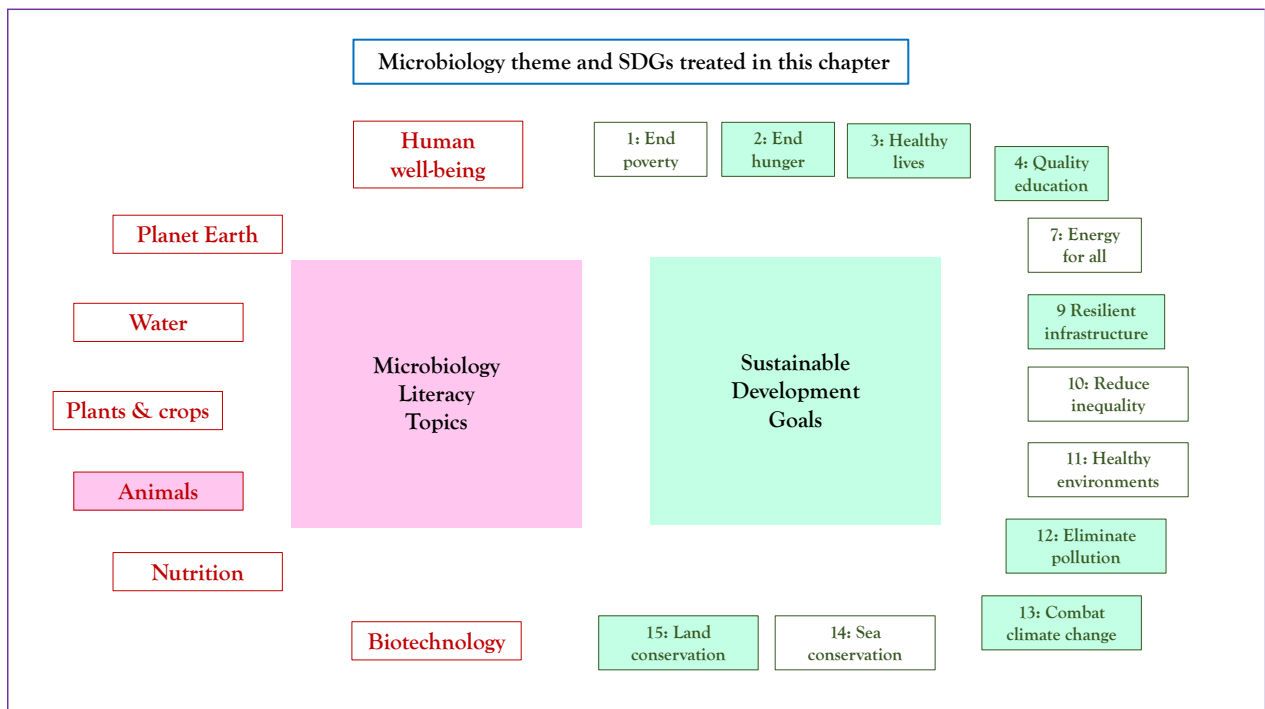 Microbiology theme and SDGs treated in this chapter
Human
well-being
Planet Earth
Water
Plants & crops
Animals
Nutrition
Biotechnology
Microbiology
Literacy
Topics
Sustainable
Development
Goals
1: End
poverty
2: End
hunger
3: Healthy
lives
4: Quality
education
7: Energy
for all
9 Resilient
infrastructure
10: Reduce
inequality
11: Healthy
environments
12: Eliminate
pollution
13: Combat
climate change
14: Sea
conservation
15: Land
conservation